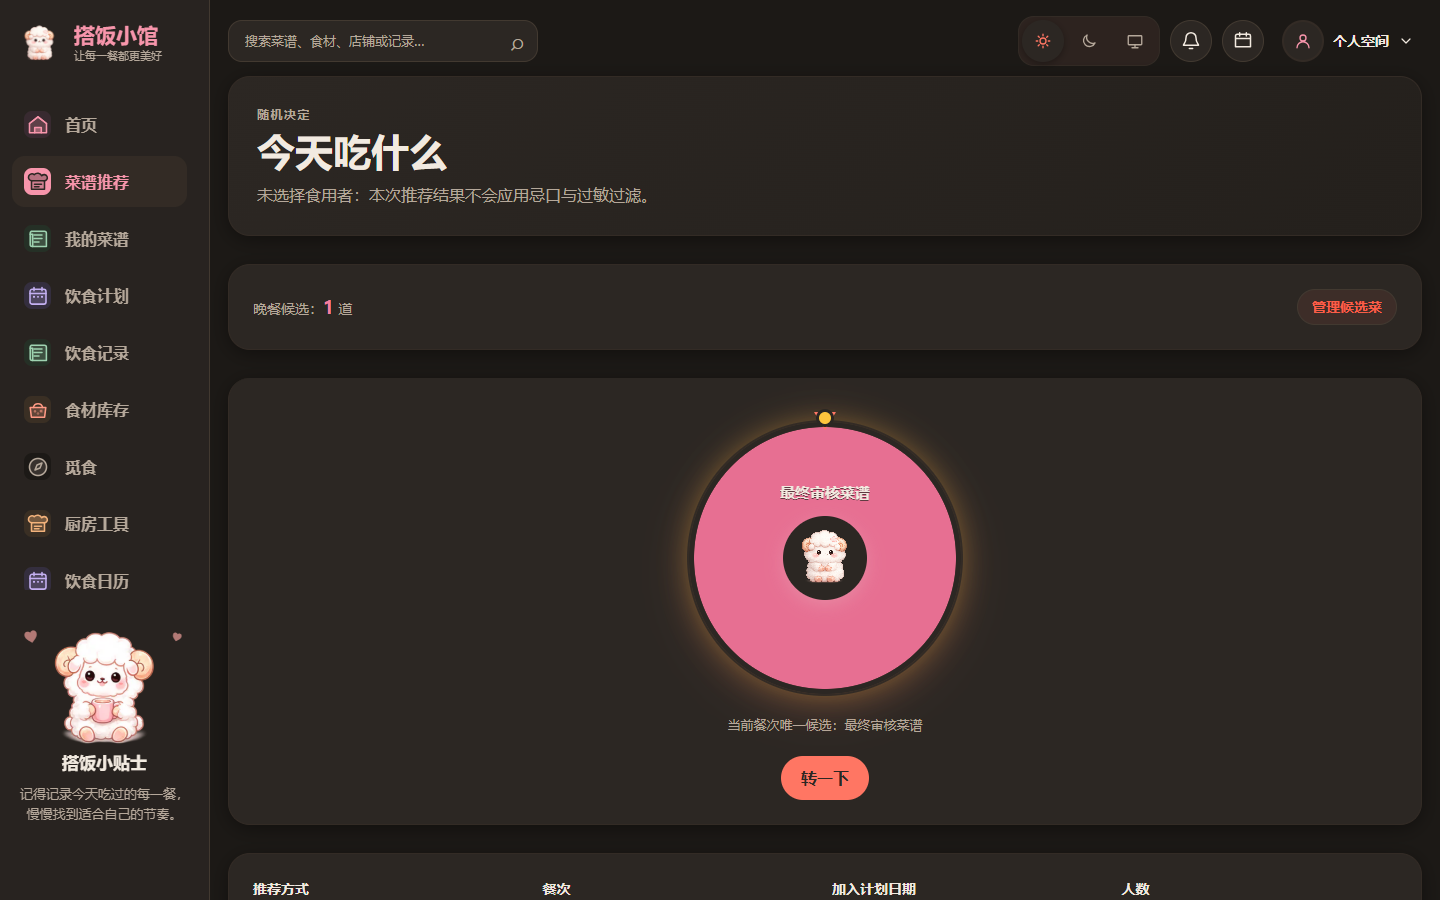 搭饭小馆
让每一餐都更美好
首页
菜谱推荐
我的菜谱
饮食计划
饮食记录
食材库存
觅食
厨房工具
饮食日历
搭饭小贴士
记得记录今天吃过的每一餐，
慢慢找到适合自己的节奏。
搜索菜谱、食材、店铺或记录...
个人空间
随机决定
今天吃什么
未选择食用者：本次推荐结果不会应用忌口与过敏过滤。
晚餐候选：1 道
管理候选菜
最终审核菜谱
当前餐次唯一候选：最终审核菜谱
转一下
推荐方式
餐次
加入计划日期
人数